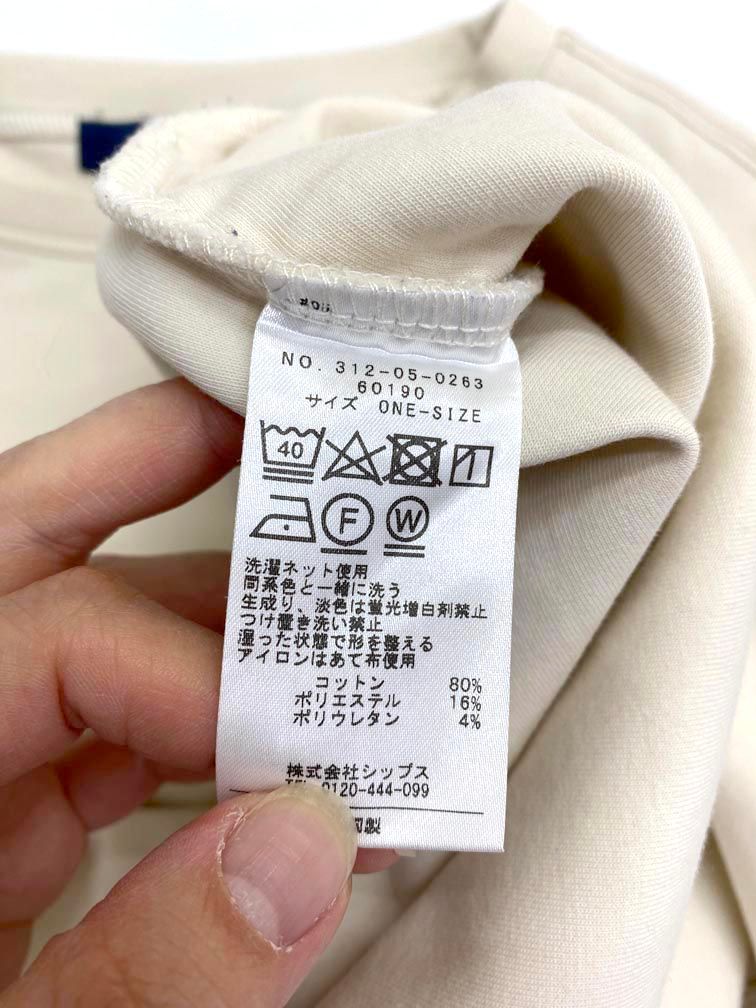 NO. 312-05-0263
60190
サイズ ONE-SIZE
40
F
W
洗濯ネット使用
同系色と一緒に洗う
生成り、淡色は蛍光増白剤禁止
つけ置き洗い禁止
湿った状態で形を整える
アイロンはあて布使用
コットン 80%
ポリエステル 16%
ポリウレタン 4%
株式会社シップス
TEL 0120-444-099
製